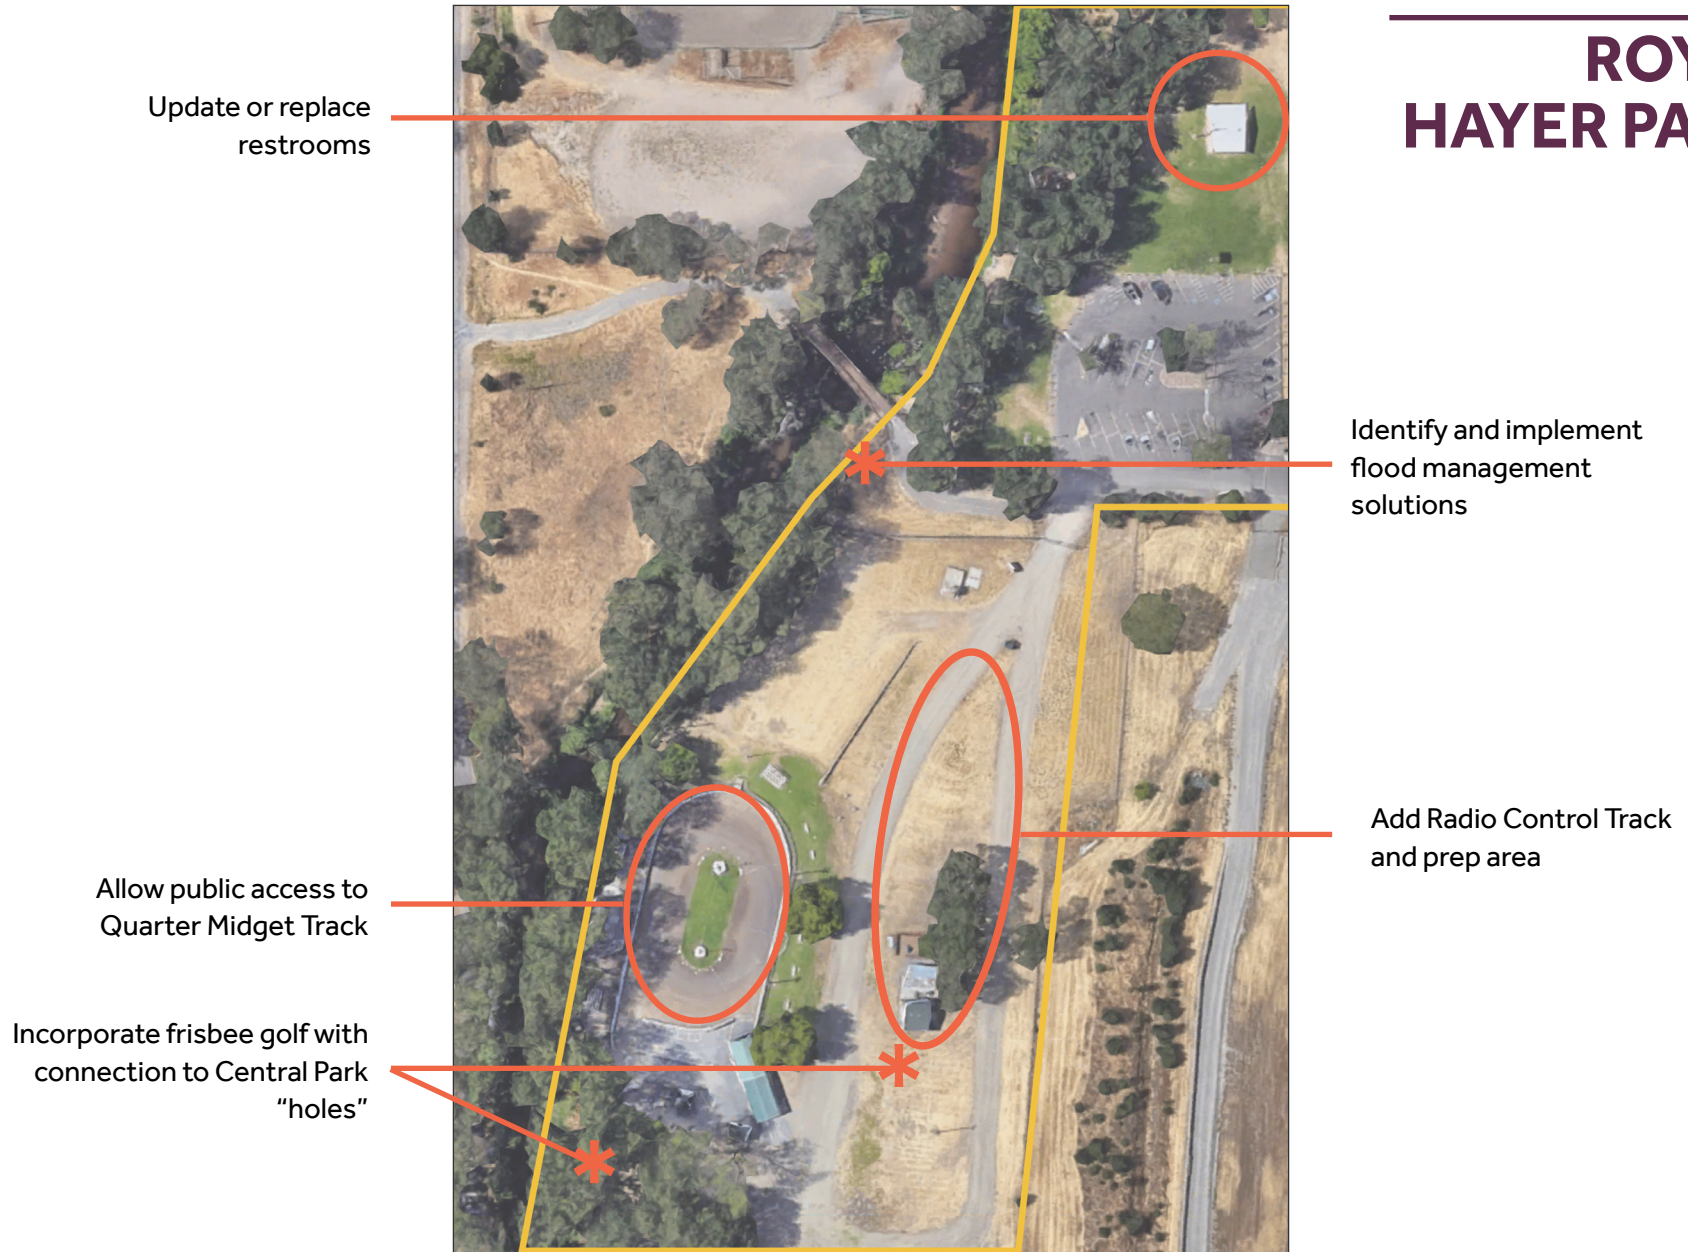 ROY
HAYER PA
Update or replace
restrooms
Identify and implement
flood management
solutions
Add Radio Control Track
and prep area
Allow public access to
Quarter Midget Track
Incorporate frisbee golf with
connection to Central Park
“holes”